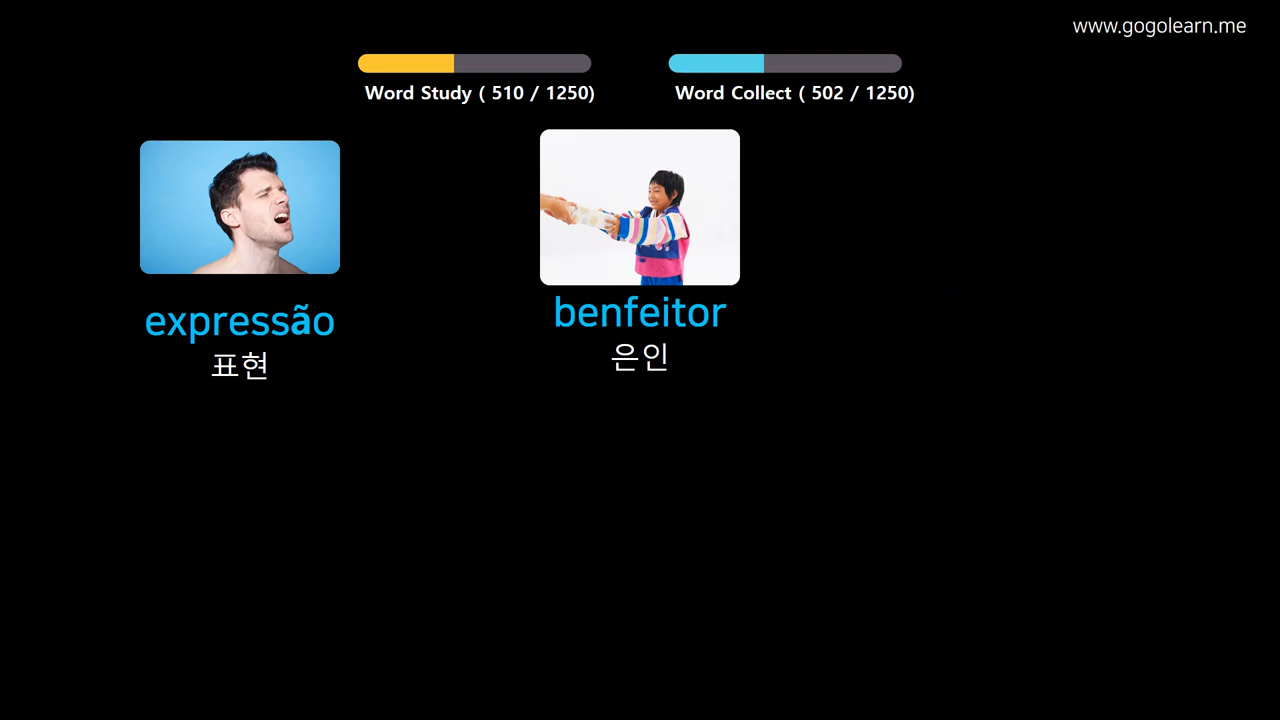 www.gogolearn.me
Word Study ( 510 / 1250)
Word Collect ( 502 / 1250)
expressão
표현
benfeitor
은인